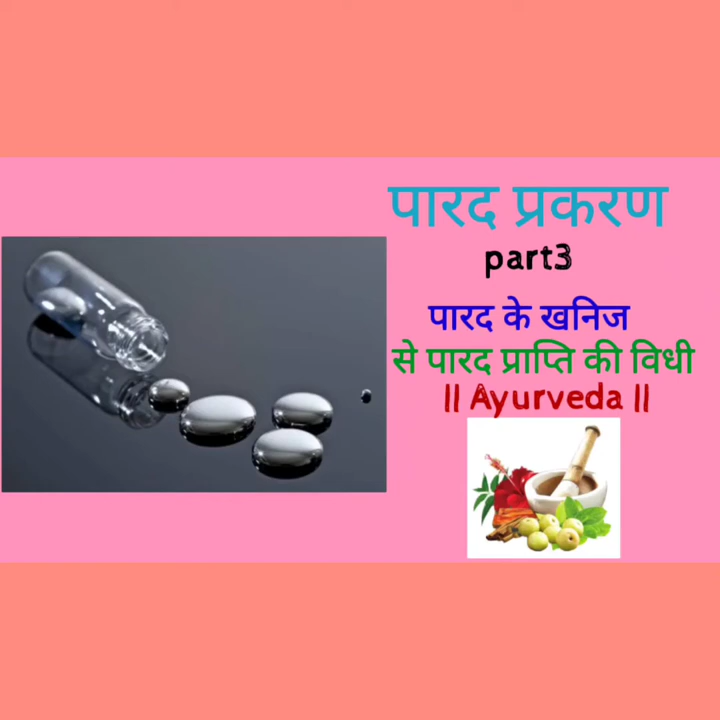 पारद प्रकरण
part3
पारद के खनिज
से पारद प्राप्ति की विधी
|| Ayurveda ||